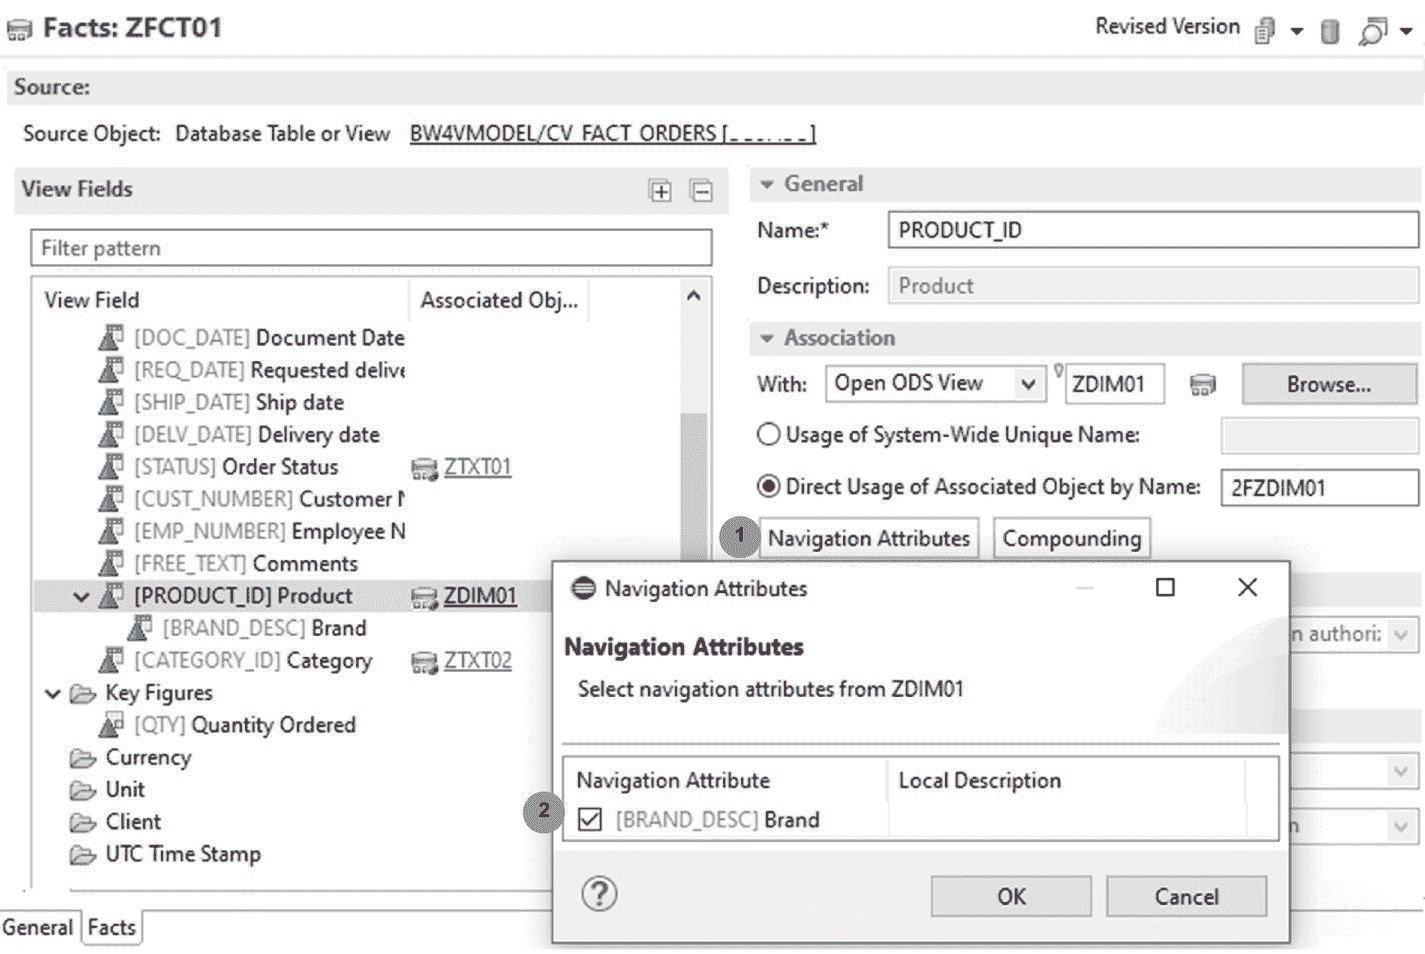 Facts: ZFCT01
Revised Version
Source:
Source Object: Database Table or View BW4VMODEL/CV_FACT_ORDERS [
View Fields
Filter pattern
View Field Associated Obj...
[DOC_DATE] Document Date
[REQ_DATE] Requested delive
[SHIP_DATE] Ship date
[DELV_DATE] Delivery date
[STATUS] Order Status ZTXT01
[CUST_NUMBER] Customer N
[EMP_NUMBER] Employee N
[FREE_TEXT] Comments
[PRODUCT_ID] Product ZDIM01
[BRAND_DESC] Brand
[CATEGORY_ID] Category ZTXT02
Key Figures
[QTY] Quantity Ordered
Currency
Unit
Client
UTC Time Stamp
General Facts
General
Name:* PRODUCT_ID
Description: Product
Association
With: Open ODS View ZDIM01 Browse...
Usage of System-Wide Unique Name:
Direct Usage of Associated Object by Name: 2FZDIM01
1 Navigation Attributes Compounding
n authori:
n
Navigation Attributes
Navigation Attributes
Select navigation attributes from ZDIM01
Navigation Attribute Local Description
2 [BRAND_DESC] Brand
? OK Cancel